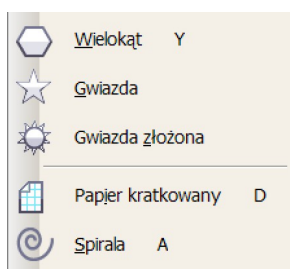 Wielokąt Y
Gwiazda
Gwiazda złożona
Papier kratkowany D
Spirala A